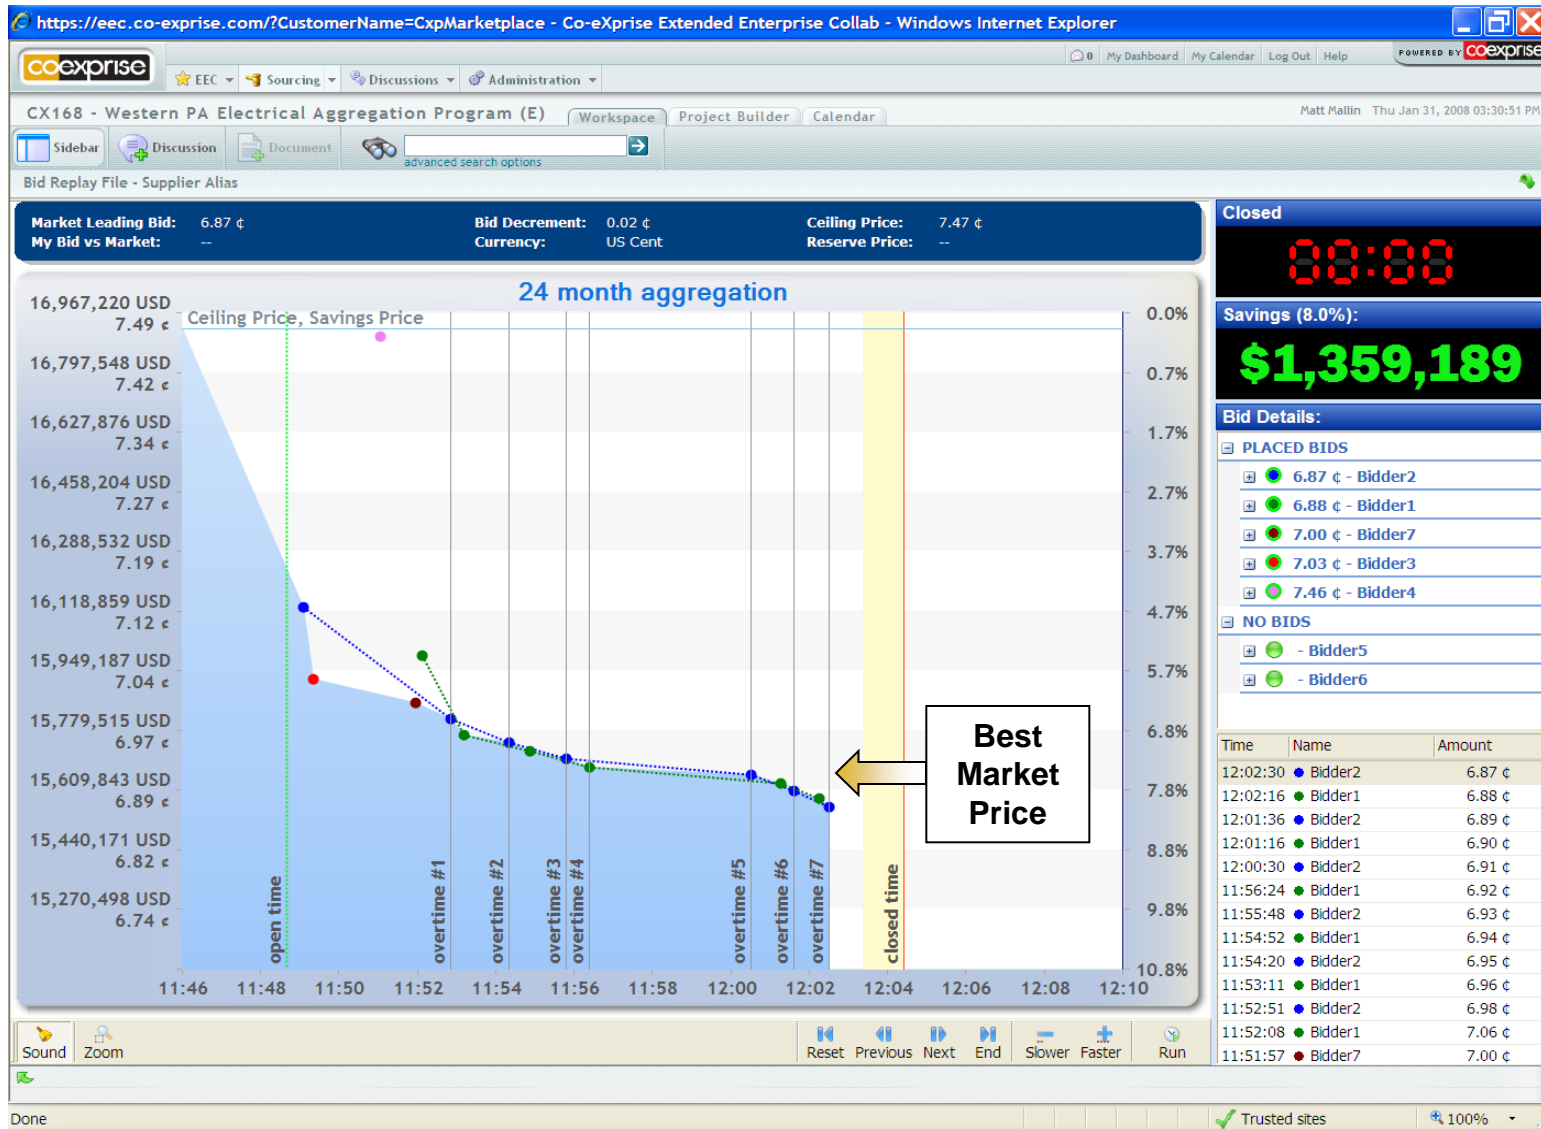 https://eec.co-exprise.com/?CustomerName=CxpMarketplace - Co-eXprise Extended Enterprise Collab - Windows Internet Explorer
coexprise
0 My Dashboard My Calendar Log Out Help
POWERED BY coexprise
EEC Sourcing Discussions Administration
CX168 - Western PA Electrical Aggregation Program (E) Workspace Project Builder Calendar
Matt Mallin Thu Jan 31, 2008 03:30:51 PM
Sidebar Discussion Document
advanced search options
Bid Replay File - Supplier Alias
Market Leading Bid: 6.87 ¢ Bid Decrement: 0.02 ¢ Ceiling Price: 7.47 ¢
My Bid vs Market: -- Currency: US Cent Reserve Price: --
24 month aggregation
Ceiling Price, Savings Price
16,967,220 USD
7.49 ¢
16,797,548 USD
7.42 ¢
16,627,876 USD
7.34 ¢
16,458,204 USD
7.27 ¢
16,288,532 USD
7.19 ¢
16,118,859 USD
7.12 ¢
15,949,187 USD
7.04 ¢
15,779,515 USD
6.97 ¢
15,609,843 USD
6.89 ¢
15,440,171 USD
6.82 ¢
15,270,498 USD
6.74 ¢
open time
overtime #1
overtime #2
overtime #3
overtime #4
overtime #5
overtime #6
overtime #7
closed time
Best
Market
Price
0.0%
0.7%
1.7%
2.7%
3.7%
4.7%
5.7%
6.8%
7.8%
8.8%
9.8%
10.8%
11:46 11:48 11:50 11:52 11:54 11:56 11:58 12:00 12:02 12:04 12:06 12:08 12:10
Sound Zoom
Reset Previous Next End Slower Faster Run
Closed
00:00
Savings (8.0%):
$1,359,189
Bid Details:
PLACED BIDS
6.87 ¢ - Bidder2
6.88 ¢ - Bidder1
7.00 ¢ - Bidder7
7.03 ¢ - Bidder3
7.46 ¢ - Bidder4
NO BIDS
- Bidder5
- Bidder6
Time Name Amount
12:02:30 Bidder2 6.87 ¢
12:02:16 Bidder1 6.88 ¢
12:01:36 Bidder2 6.89 ¢
12:01:16 Bidder1 6.90 ¢
12:00:30 Bidder2 6.91 ¢
11:56:24 Bidder1 6.92 ¢
11:55:48 Bidder2 6.93 ¢
11:54:52 Bidder1 6.94 ¢
11:54:20 Bidder2 6.95 ¢
11:53:11 Bidder1 6.96 ¢
11:52:51 Bidder2 6.98 ¢
11:52:08 Bidder1 7.06 ¢
11:51:57 Bidder7 7.00 ¢
Done
Trusted sites
100%